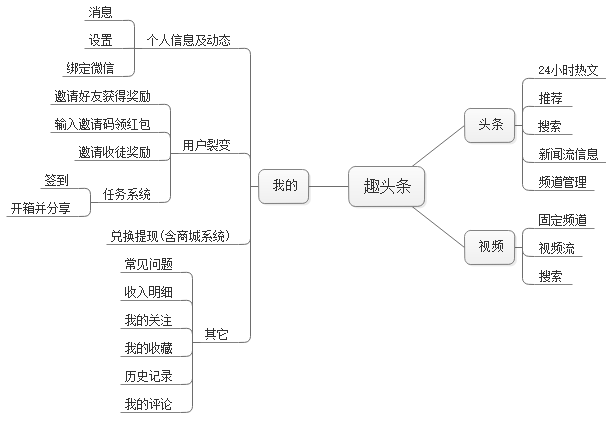 趣头条
我的
个人信息及动态
消息
设置
绑定微信
用户裂变
邀请好友获得奖励
输入邀请码领红包
邀请收徒奖励
任务系统
签到
开箱并分享
兑换提现(含商城系统)
其它
常见问题
收入明细
我的关注
我的收藏
历史记录
我的评论
头条
24小时热文
推荐
搜索
新闻流信息
频道管理
视频
固定频道
视频流
搜索